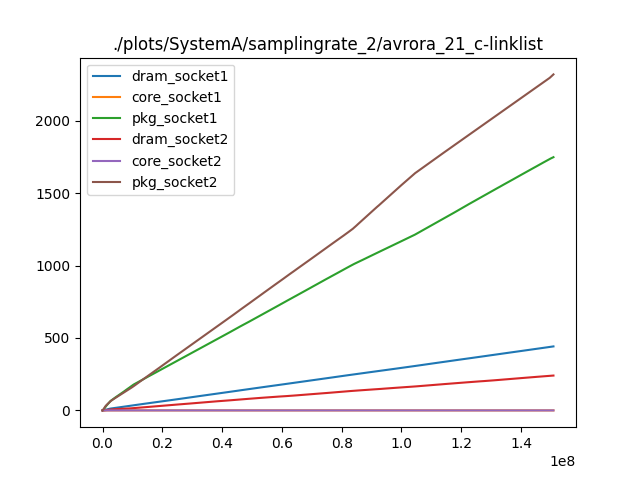 ./plots/SystemA/samplingrate_2/avrora_21_c-linklist
dram_socket1
core_socket1
pkg_socket1
dram_socket2
core_socket2
pkg_socket2
2000
1500
1000
500
0
0.0 0.2 0.4 0.6 0.8 1.0 1.2 1.4
1e8